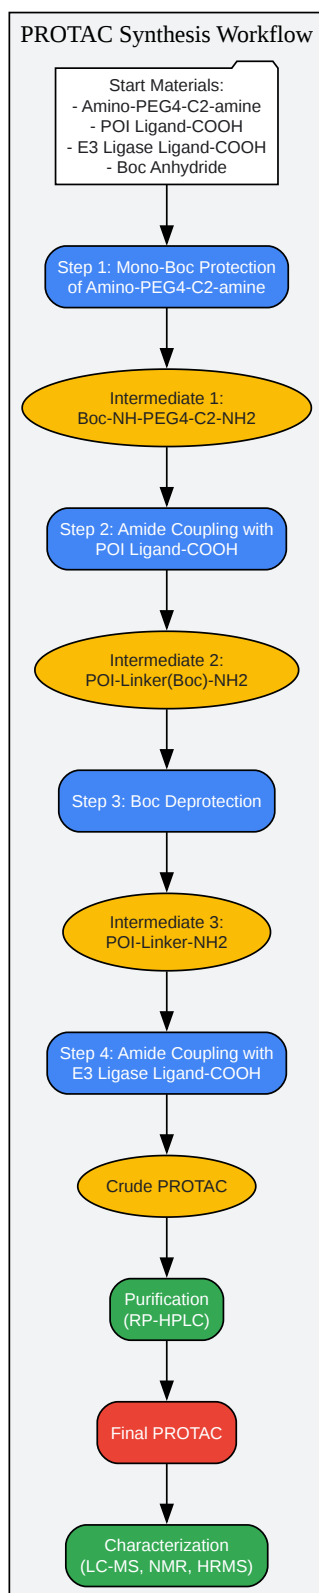 PROTAC Synthesis Workflow
Start Materials:
- Amino-PEG4-C2-amine
- POI Ligand-COOH
- E3 Ligase Ligand-COOH
- Boc Anhydride
Step 1: Mono-Boc Protection
of Amino-PEG4-C2-amine
Intermediate 1:
Boc-NH-PEG4-C2-NH2
Step 2: Amide Coupling with
POI Ligand-COOH
Intermediate 2:
POI-Linker(Boc)-NH2
Step 3: Boc Deprotection
Intermediate 3:
POI-Linker-NH2
Step 4: Amide Coupling with
E3 Ligase Ligand-COOH
Crude PROTAC
Purification
(RP-HPLC)
Final PROTAC
Characterization
(LC-MS, NMR, HRMS)